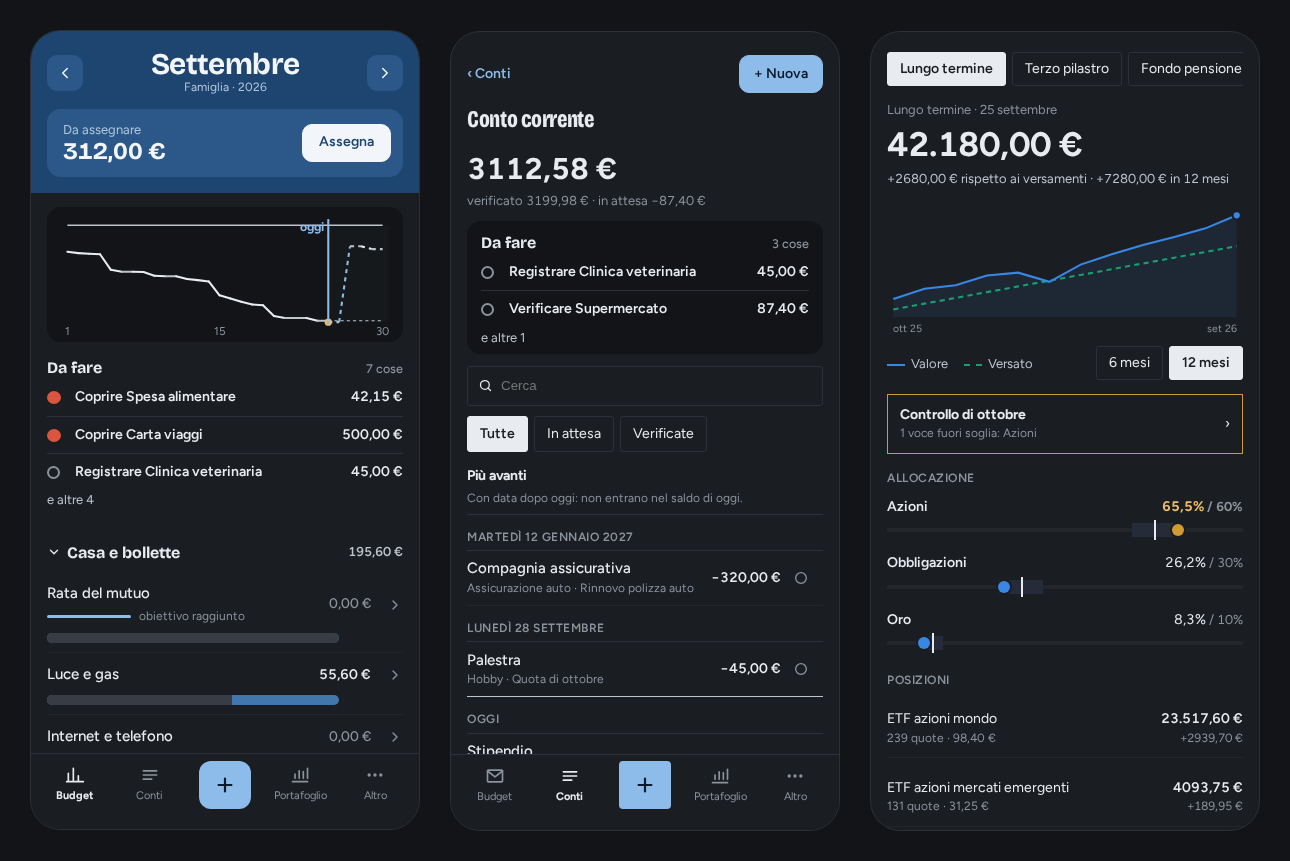 Settembre
Famiglia · 2026
Da assegnare
312,00 €
Assegna
oggi
1 15 30
Da fare 7 cose
Coprire Spesa alimentare 42,15 €
Coprire Carta viaggi 500,00 €
Registrare Clinica veterinaria 45,00 €
e altre 4
Casa e bollette 195,60 €
Rata del mutuo 0,00 €
obiettivo raggiunto
Luce e gas 55,60 €
Internet e telefono 0,00 €
Budget Conti + Portafoglio Altro
‹ Conti + Nuova
Conto corrente
3112,58 €
verificato 3199,98 € · in attesa −87,40 €
Da fare 3 cose
Registrare Clinica veterinaria 45,00 €
Verificare Supermercato 87,40 €
e altre 1
Cerca
Tutte In attesa Verificate
Più avanti
Con data dopo oggi: non entrano nel saldo di oggi.
MARTEDÌ 12 GENNAIO 2027
Compagnia assicurativa −320,00 €
Assicurazione auto · Rinnovo polizza auto
LUNEDÌ 28 SETTEMBRE
Palestra −45,00 €
Hobby · Quota di ottobre
OGGI
Stipendio
Budget Conti + Portafoglio Altro
Lungo termine Terzo pilastro Fondo pensione
Lungo termine · 25 settembre
42.180,00 €
+2680,00 € rispetto ai versamenti · +7280,00 € in 12 mesi
ott 25 set 26
Valore Versato 6 mesi 12 mesi
Controllo di ottobre
1 voce fuori soglia: Azioni ›
ALLOCAZIONE
Azioni 65,5% / 60%
Obbligazioni 26,2% / 30%
Oro 8,3% / 10%
POSIZIONI
ETF azioni mondo 23.517,60 €
239 quote · 98,40 € +2939,70 €
ETF azioni mercati emergenti 4093,75 €
131 quote · 31,25 € +189,95 €